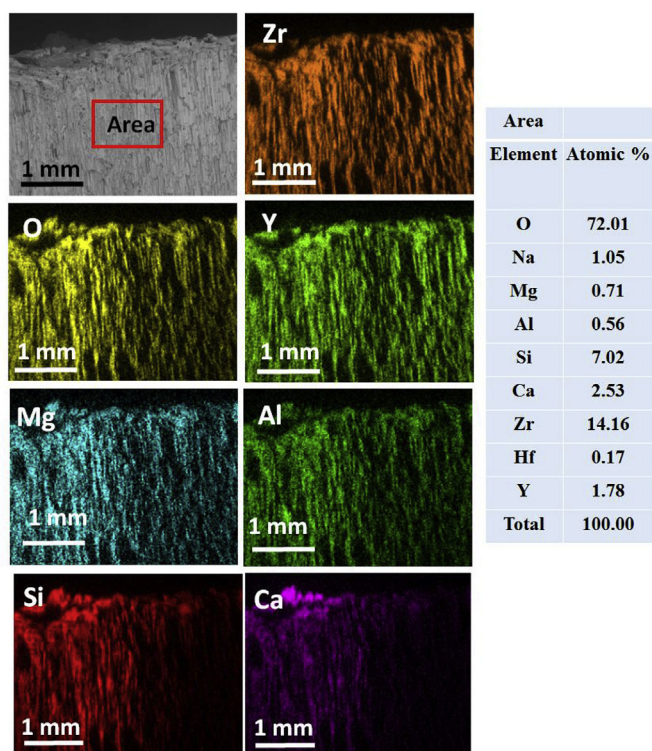 Area
1 mm
Zr
1 mm
O
1 mm
Y
1 mm
Mg
1 mm
Al
1 mm
Si
1 mm
Ca
1 mm
Area
Element Atomic %
O 72.01
Na 1.05
Mg 0.71
Al 0.56
Si 7.02
Ca 2.53
Zr 14.16
Hf 0.17
Y 1.78
Total 100.00